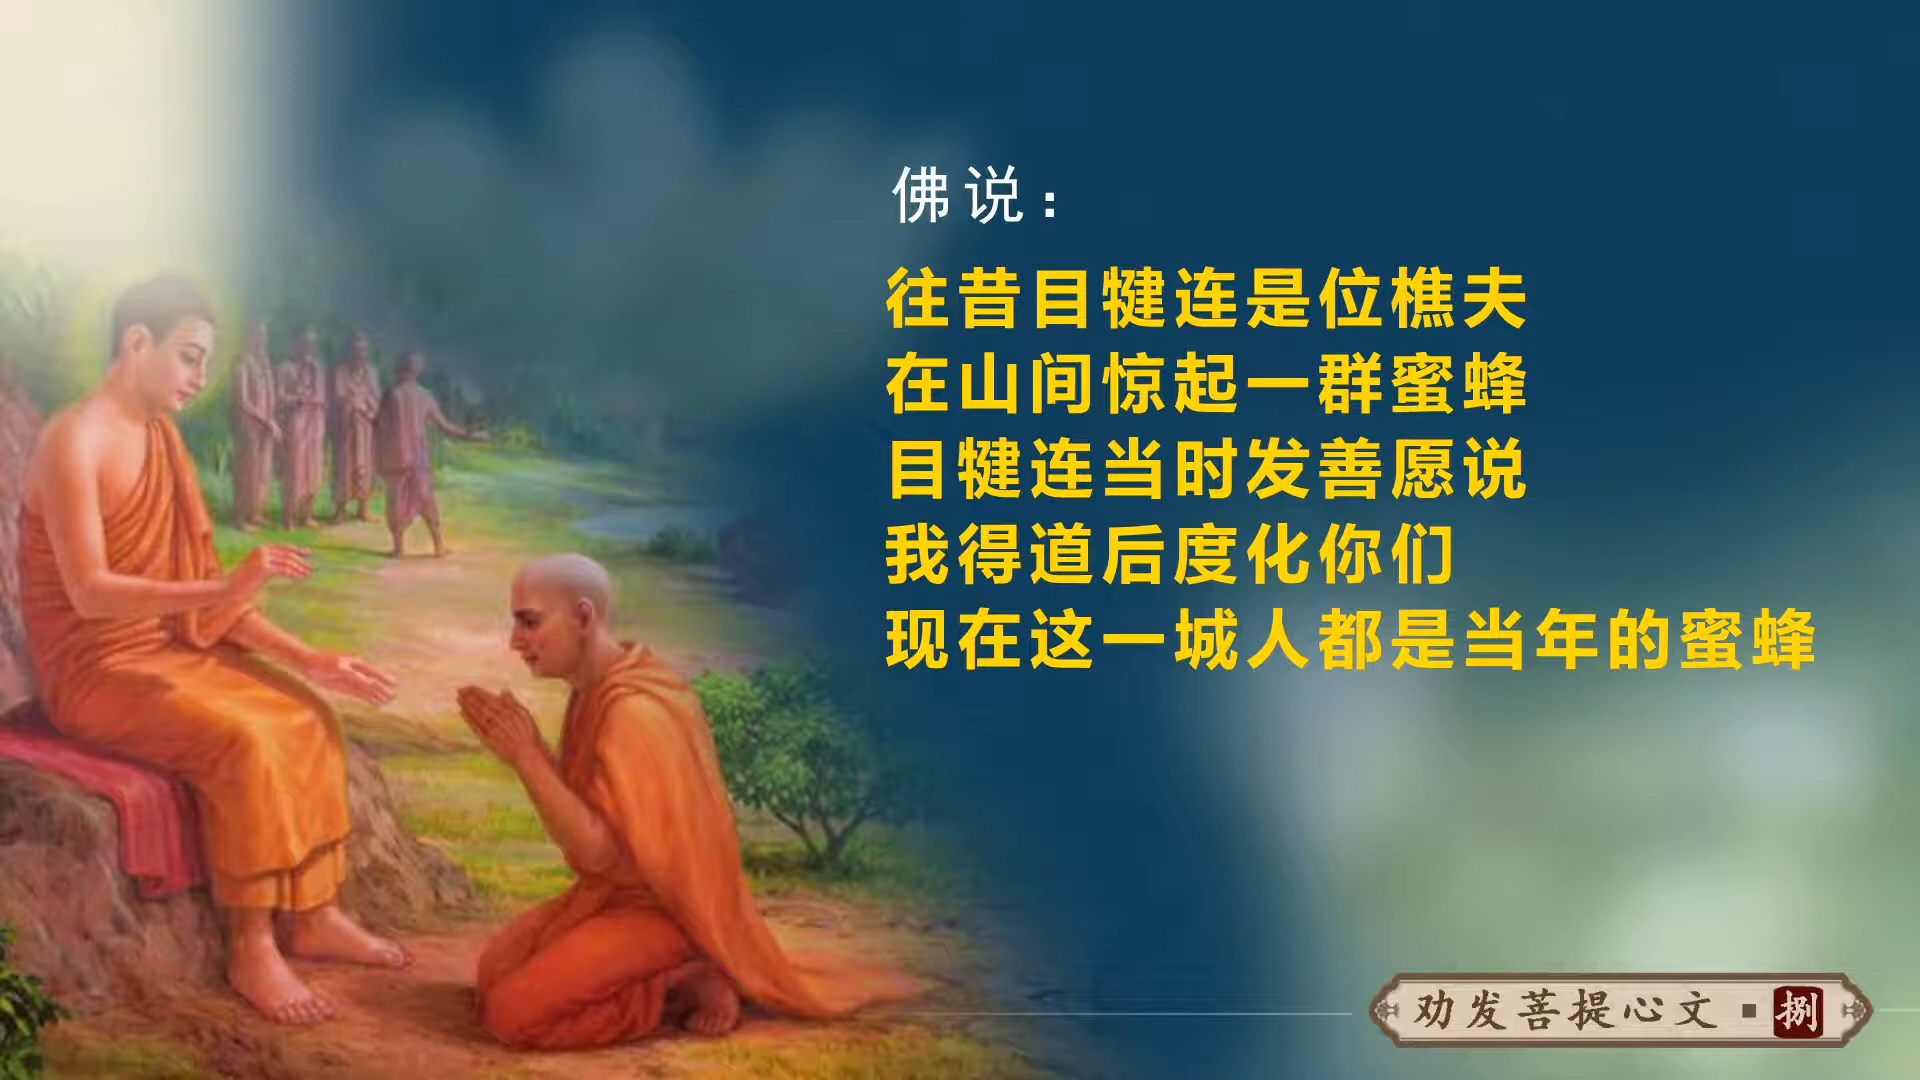 佛说：
往昔目犍连是位樵夫
在山间惊起一群蜜蜂
目犍连当时发善愿说
我得道后度化你们
现在这一城人都是当年的蜜蜂
劝发菩提心文·捌